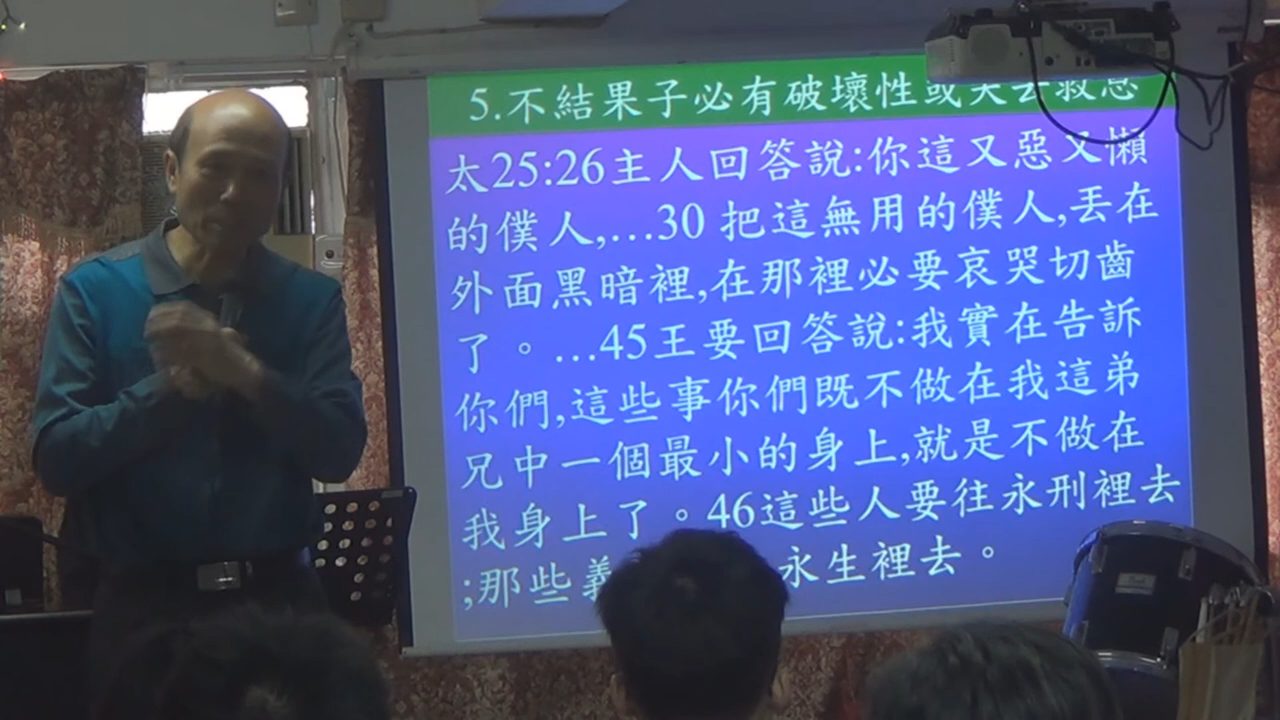 5.不結果子必有破壞性或失去救恩
太25:26主人回答說:你這又惡又懶
的僕人,…30 把這無用的僕人,丟在
外面黑暗裡,在那裡必要哀哭切齒
了。…45王要回答說:我實在告訴
你們,這些事你們既不做在我這弟
兄中一個最小的身上,就是不做在
我身上了。46這些人要往永刑裡去
;那些義 永生裡去。
Pearl